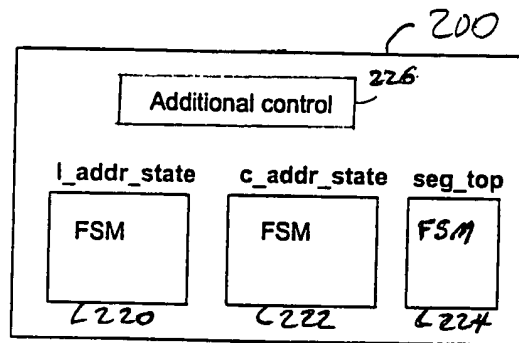 200
226
Additional control
l_addr_state c_addr_state seg_top
FSM FSM FSM
220 222 224